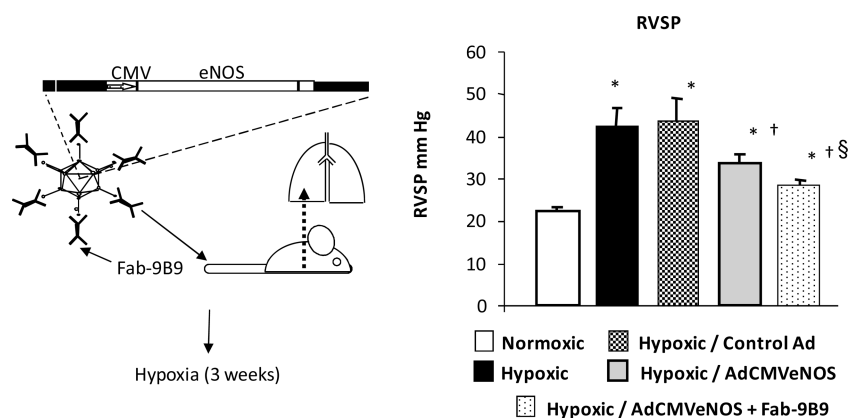 CMV eNOS
Fab-9B9
Hypoxia (3 weeks)
RVSP
RVSP mm Hg
60
50
40
30
20
10
0
*
*
* †
* † §
Normoxic
Hypoxic / Control Ad
Hypoxic
Hypoxic / AdCMVeNOS
Hypoxic / AdCMVeNOS + Fab-9B9